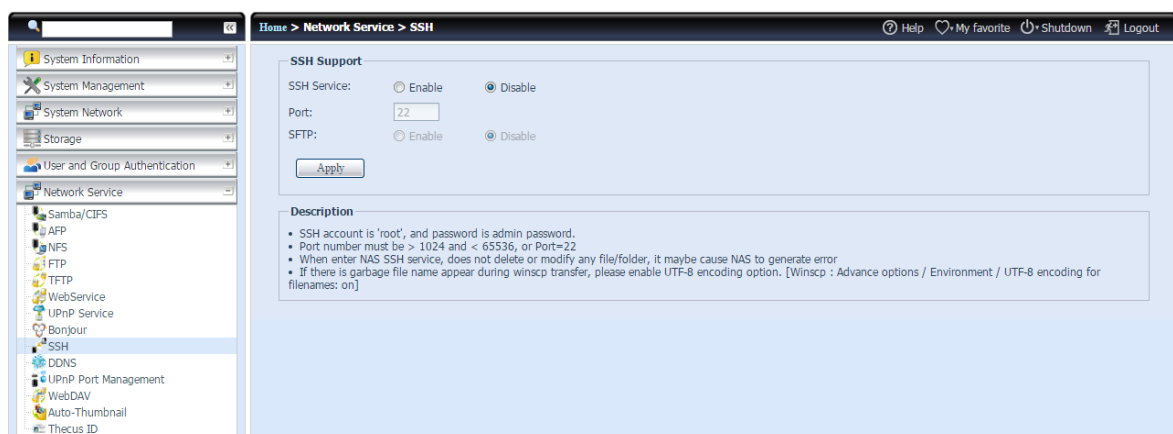 Home > Network Service > SSH
Help My favorite Shutdown Logout
System Information
System Management
System Network
Storage
User and Group Authentication
Network Service
Samba/CIFS
AFP
NFS
FTP
TFTP
WebService
UPnP Service
Bonjour
SSH
DDNS
UPnP Port Management
WebDAV
Auto-Thumbnail
Thecus ID
SSH Support
SSH Service: Enable Disable
Port: 22
SFTP: Enable Disable
Apply
Description
• SSH account is 'root', and password is admin password.
• Port number must be > 1024 and < 65536, or Port=22
• When enter NAS SSH service, does not delete or modify any file/folder, it maybe cause NAS to generate error
• If there is garbage file name appear during winscp transfer, please enable UTF-8 encoding option. [Winscp : Advance options / Environment / UTF-8 encoding for
filenames: on]